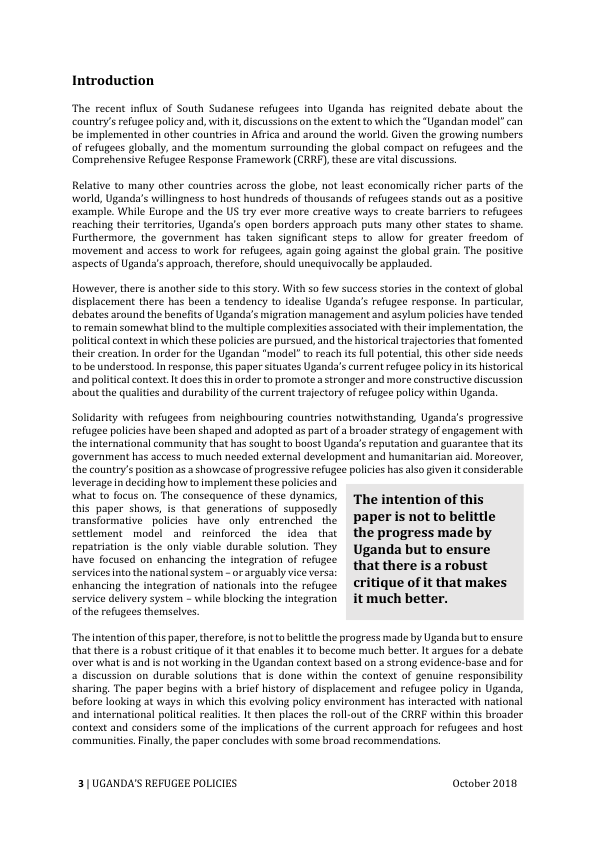 Introduction
The recent influx of South Sudanese refugees into Uganda has reignited debate about the
country's refugee policy and, with it, discussions on the extent to which the "Ugandan model" can
be implemented in other countries in Africa and around the world. Given the growing numbers
of refugees globally, and the momentum surrounding the global compact on refugees and the
Comprehensive Refugee Response Framework (CRRF), these are vital discussions.
Relative to many other countries across the globe, not least economically richer parts of the
world, Uganda's willingness to host hundreds of thousands of refugees stands out as a positive
example. While Europe and the US try ever more creative ways to create barriers to refugees
reaching their territories, Uganda's open borders approach puts many other states to shame.
Furthermore, the government has taken significant steps to allow for greater freedom of
movement and access to work for refugees, again going against the global grain. The positive
aspects of Uganda's approach, therefore, should unequivocally be applauded.
However, there is another side to this story. With so few success stories in the context of global
displacement there has been a tendency to idealise Uganda's refugee response. In particular,
debates around the benefits of Uganda's migration management and asylum policies have tended
to remain somewhat blind to the multiple complexities associated with their implementation, the
political context in which these policies are pursued, and the historical trajectories that fomented
their creation. In order for the Ugandan "model" to reach its full potential, this other side needs
to be understood. In response, this paper situates Uganda's current refugee policy in its historical
and political context. It does this in order to promote a stronger and more constructive discussion
about the qualities and durability of the current trajectory of refugee policy within Uganda.
Solidarity with refugees from neighbouring countries notwithstanding, Uganda's progressive
refugee policies have been shaped and adopted as part of a broader strategy of engagement with
the international community that has sought to boost Uganda's reputation and guarantee that its
government has access to much needed external development and humanitarian aid. Moreover,
the country's position as a showcase of progressive refugee policies has also given it considerable
leverage in deciding how to implement these policies and
what to focus on. The consequence of these dynamics,
this paper shows, is that generations of supposedly
transformative policies have only entrenched the
settlement model and reinforced the idea that
repatriation is the only viable durable solution. They
have focused on enhancing the integration of refugee
services into the national system – or arguably vice versa:
enhancing the integration of nationals into the refugee
service delivery system – while blocking the integration
of the refugees themselves.
The intention of this
paper is not to belittle
the progress made by
Uganda but to ensure
that there is a robust
critique of it that makes
it much better.
The intention of this paper, therefore, is not to belittle the progress made by Uganda but to ensure
that there is a robust critique of it that enables it to become much better. It argues for a debate
over what is and is not working in the Ugandan context based on a strong evidence-base and for
a discussion on durable solutions that is done within the context of genuine responsibility
sharing. The paper begins with a brief history of displacement and refugee policy in Uganda,
before looking at ways in which this evolving policy environment has interacted with national
and international political realities. It then places the roll-out of the CRRF within this broader
context and considers some of the implications of the current approach for refugees and host
communities. Finally, the paper concludes with some broad recommendations.
3 | UGANDA'S REFUGEE POLICIES October 2018